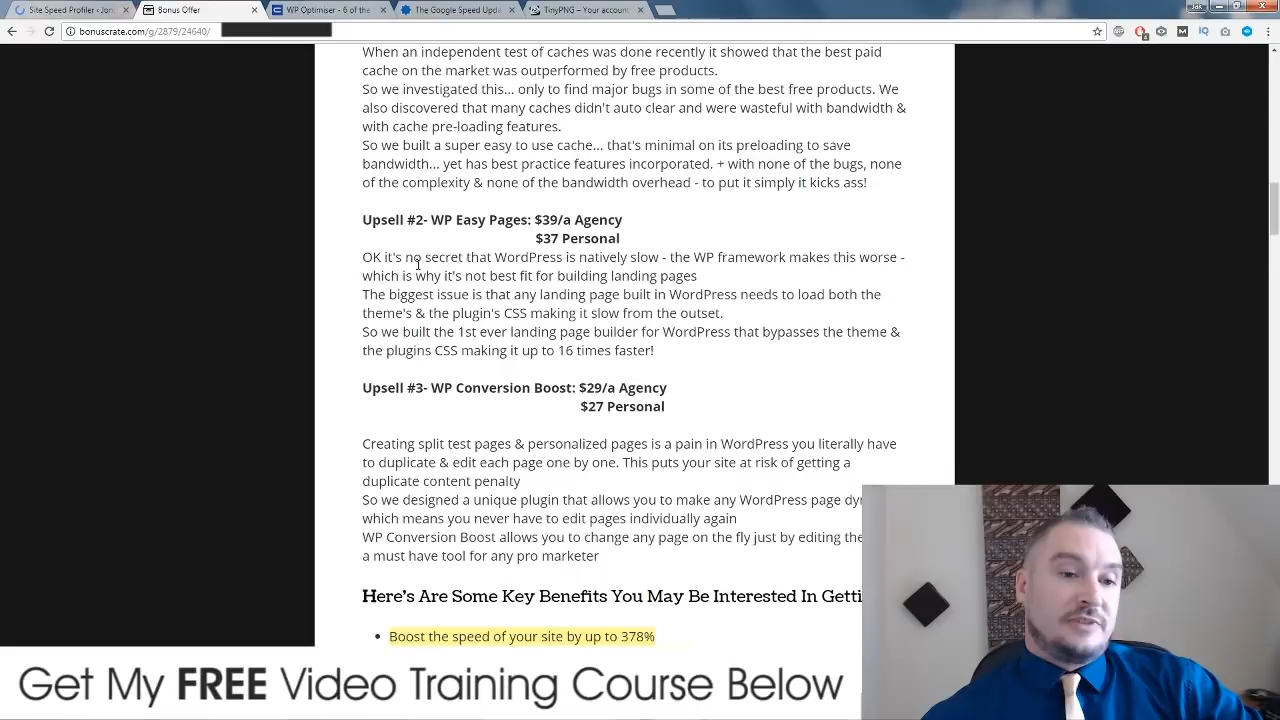 Site Speed Profiler - Jon
Bonus Offer
WP Optimiser - 6 of the
The Google Speed Upda
TinyPNG – Your accoun
Jak
bonuscrate.com/g/2879/24640/
When an independent test of caches was done recently it showed that the best paid
cache on the market was outperformed by free products.
So we investigated this... only to find major bugs in some of the best free products. We
also discovered that many caches didn't auto clear and were wasteful with bandwidth &
with cache pre-loading features.
So we built a super easy to use cache... that's minimal on its preloading to save
bandwidth... yet has best practice features incorporated. + with none of the bugs, none
of the complexity & none of the bandwidth overhead - to put it simply it kicks ass!
Upsell #2- WP Easy Pages: $39/a Agency
$37 Personal
OK it's no secret that WordPress is natively slow - the WP framework makes this worse -
which is why it's not best fit for building landing pages
The biggest issue is that any landing page built in WordPress needs to load both the
theme's & the plugin's CSS making it slow from the outset.
So we built the 1st ever landing page builder for WordPress that bypasses the theme &
the plugins CSS making it up to 16 times faster!
Upsell #3- WP Conversion Boost: $29/a Agency
$27 Personal
Creating split test pages & personalized pages is a pain in WordPress you literally have
to duplicate & edit each page one by one. This puts your site at risk of getting a
duplicate content penalty
So we designed a unique plugin that allows you to make any WordPress page dyn
which means you never have to edit pages individually again
WP Conversion Boost allows you to change any page on the fly just by editing the
a must have tool for any pro marketer
Here's Are Some Key Benefits You May Be Interested In Getti
• Boost the speed of your site by up to 378%
Get My FREE Video Training Course Below